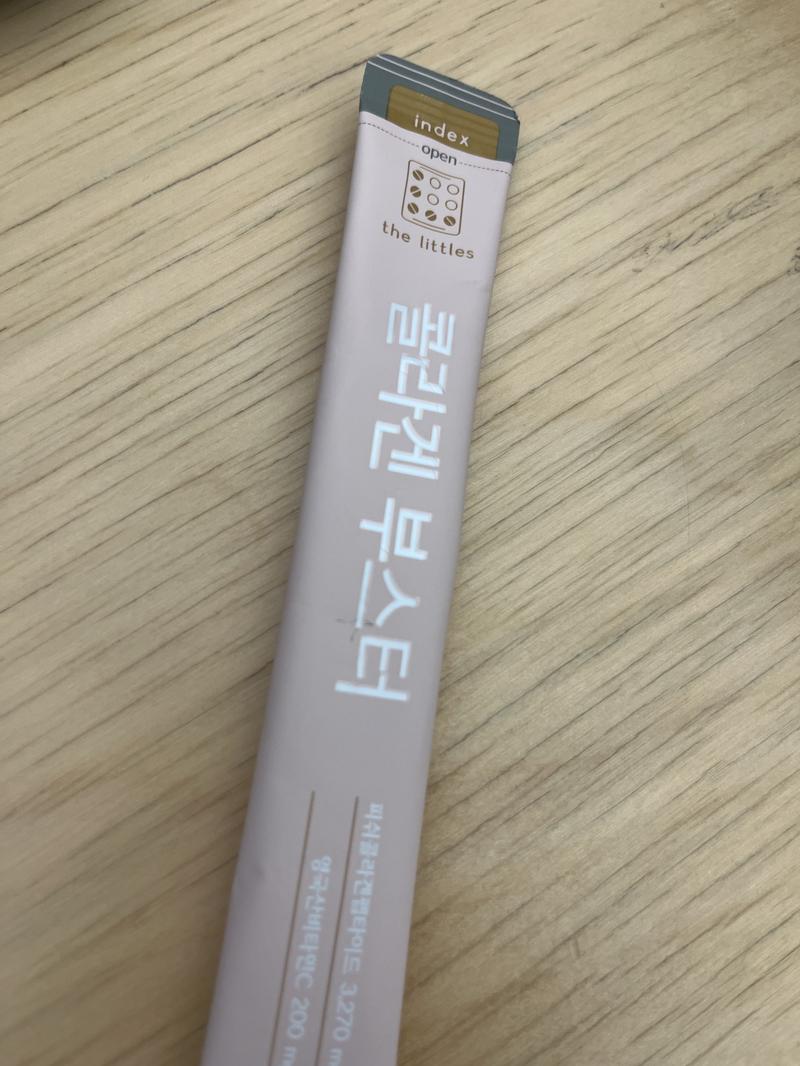 index
open
the littles
콜라겐 부스터
피쉬콜라겐펩타이드 3,270 m
영국산비타민C 200 m